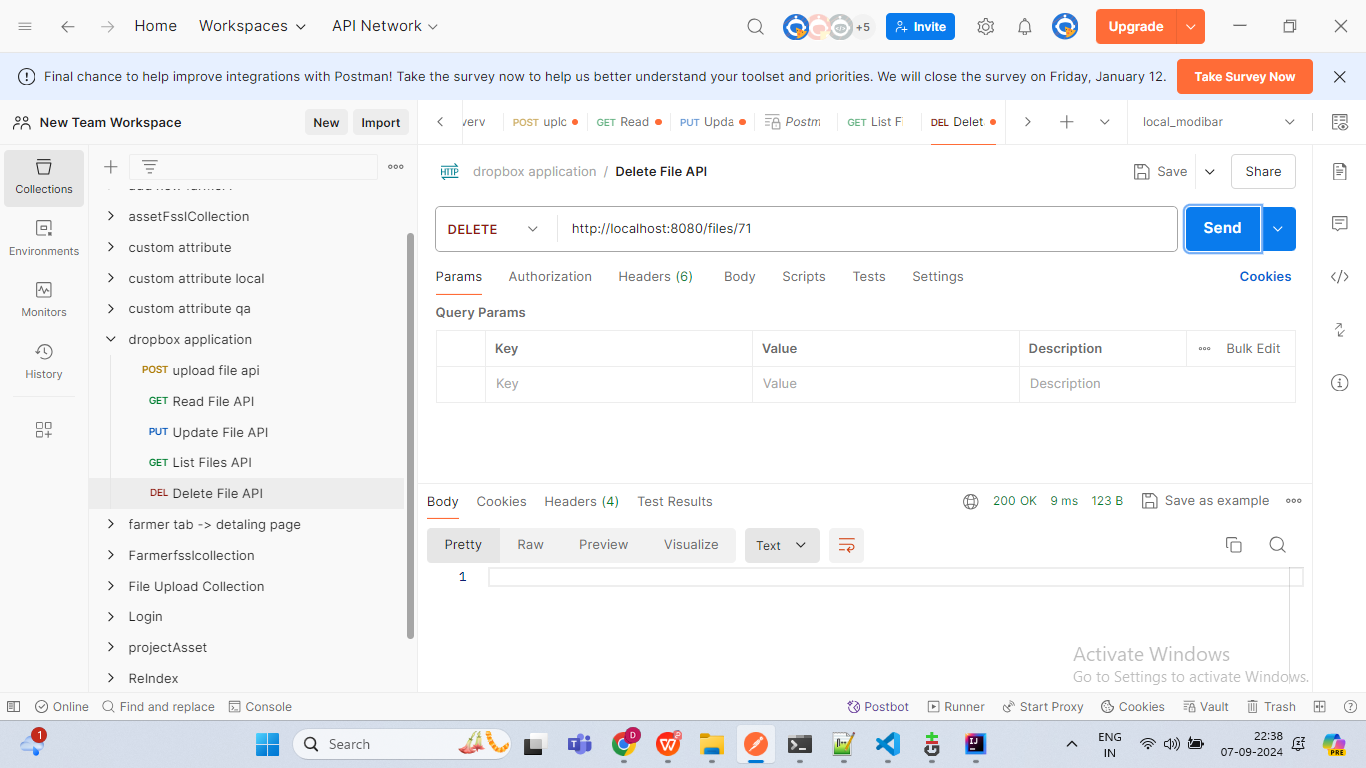 Home Workspaces API Network +5 Invite Upgrade
Final chance to help improve integrations with Postman! Take the survey now to help us better understand your toolset and priorities. We will close the survey on Friday, January 12. Take Survey Now
New Team Workspace New Import
POST uplc GET Read PUT Upda Postm GET List F DEL Delet local_modibar
Collections
Environments
Monitors
History
assetFsslCollection
custom attribute
custom attribute local
custom attribute qa
dropbox application
POST upload file api
GET Read File API
PUT Update File API
GET List Files API
DEL Delete File API
farmer tab -> detaling page
Farmerfsslcollection
File Upload Collection
Login
projectAsset
ReIndex
HTTP dropbox application / Delete File API Save Share
DELETE http://localhost:8080/files/71 Send
Params Authorization Headers (6) Body Scripts Tests Settings Cookies
Query Params
Key Value Description Bulk Edit
Key Value Description
Body Cookies Headers (4) Test Results 200 OK 9 ms 123 B Save as example
Pretty Raw Preview Visualize Text
1
Activate Windows
Go to Settings to activate Windows.
Online Find and replace Console Postbot Runner Start Proxy Cookies Vault Trash
1 Search D ENG 22:38
IN 07-09-2024 PRE